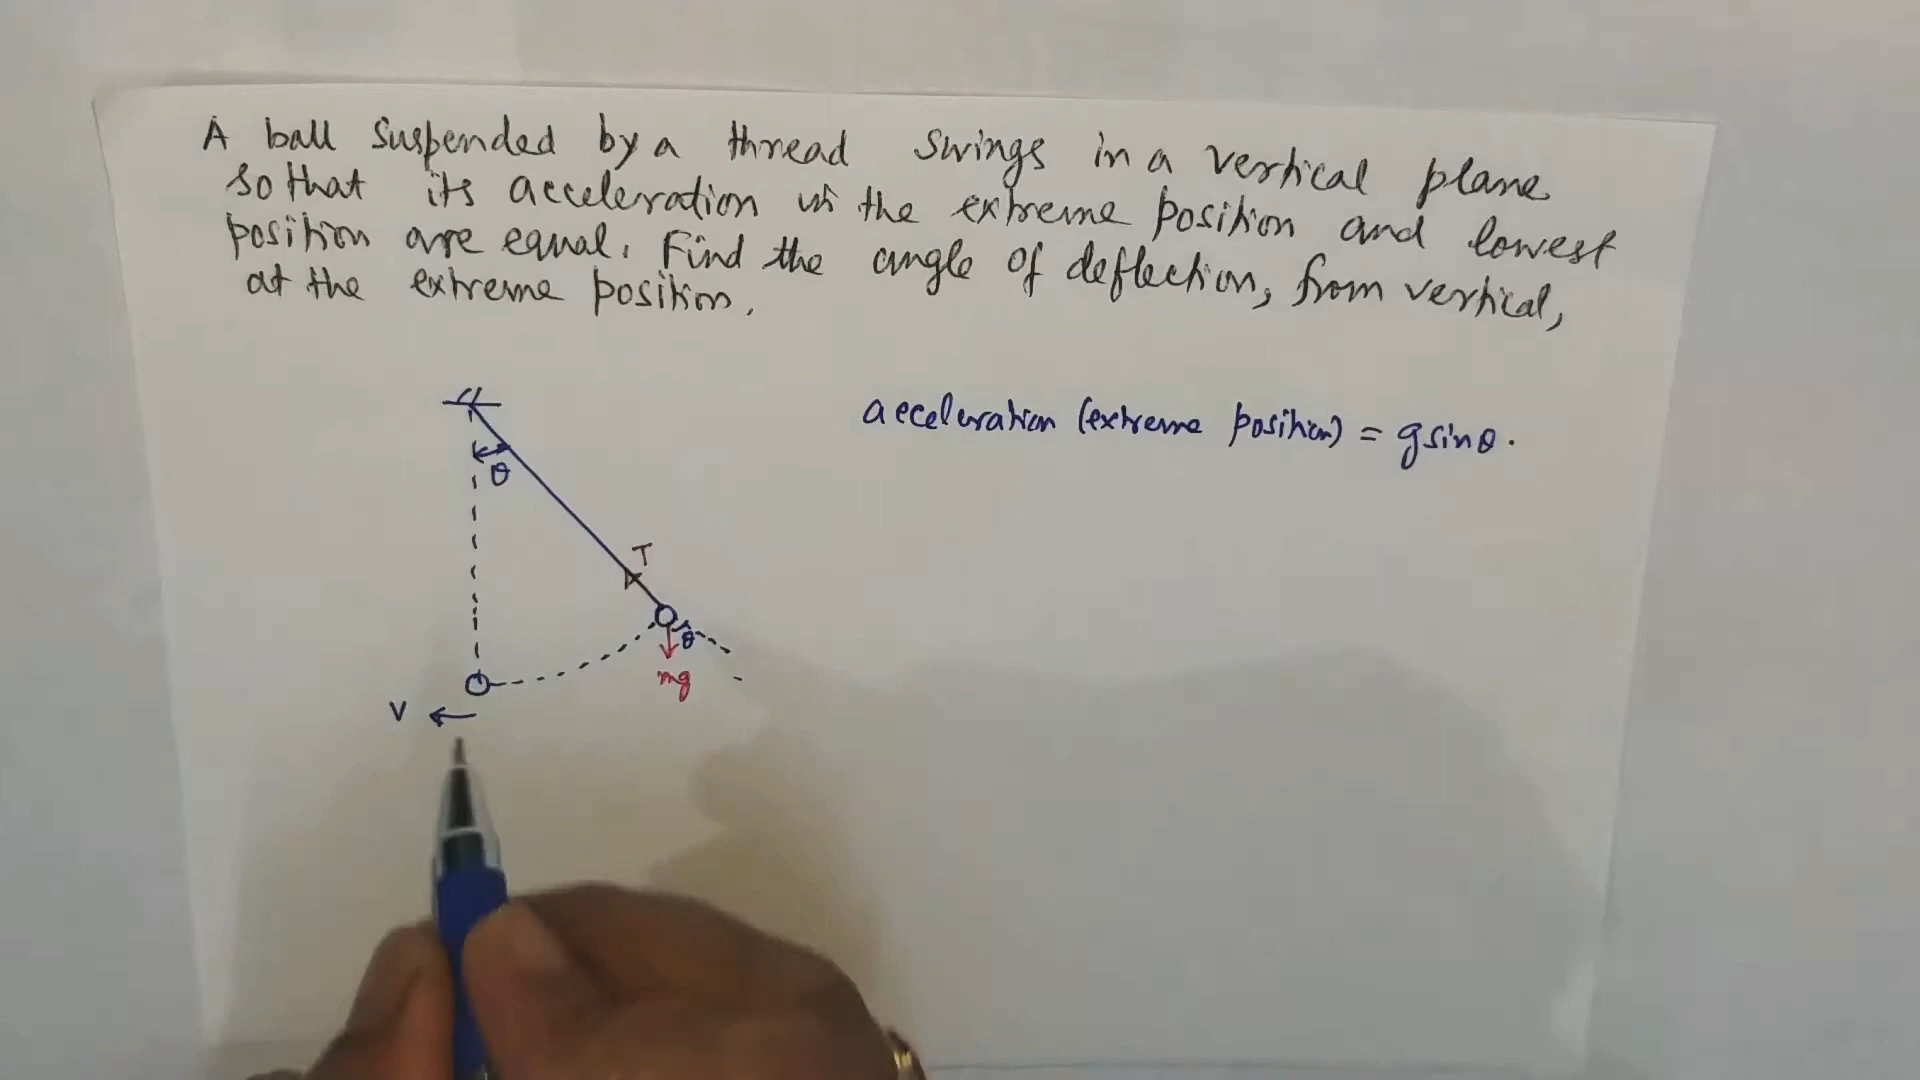 A ball suspended by a thread swings in a vertical plane
so that its acceleration in the extreme position and lowest
position are equal. Find the angle of deflection, from vertical,
at the extreme position.
acceleration (extreme position) = g sinθ.
θ
T
θ
mg
V